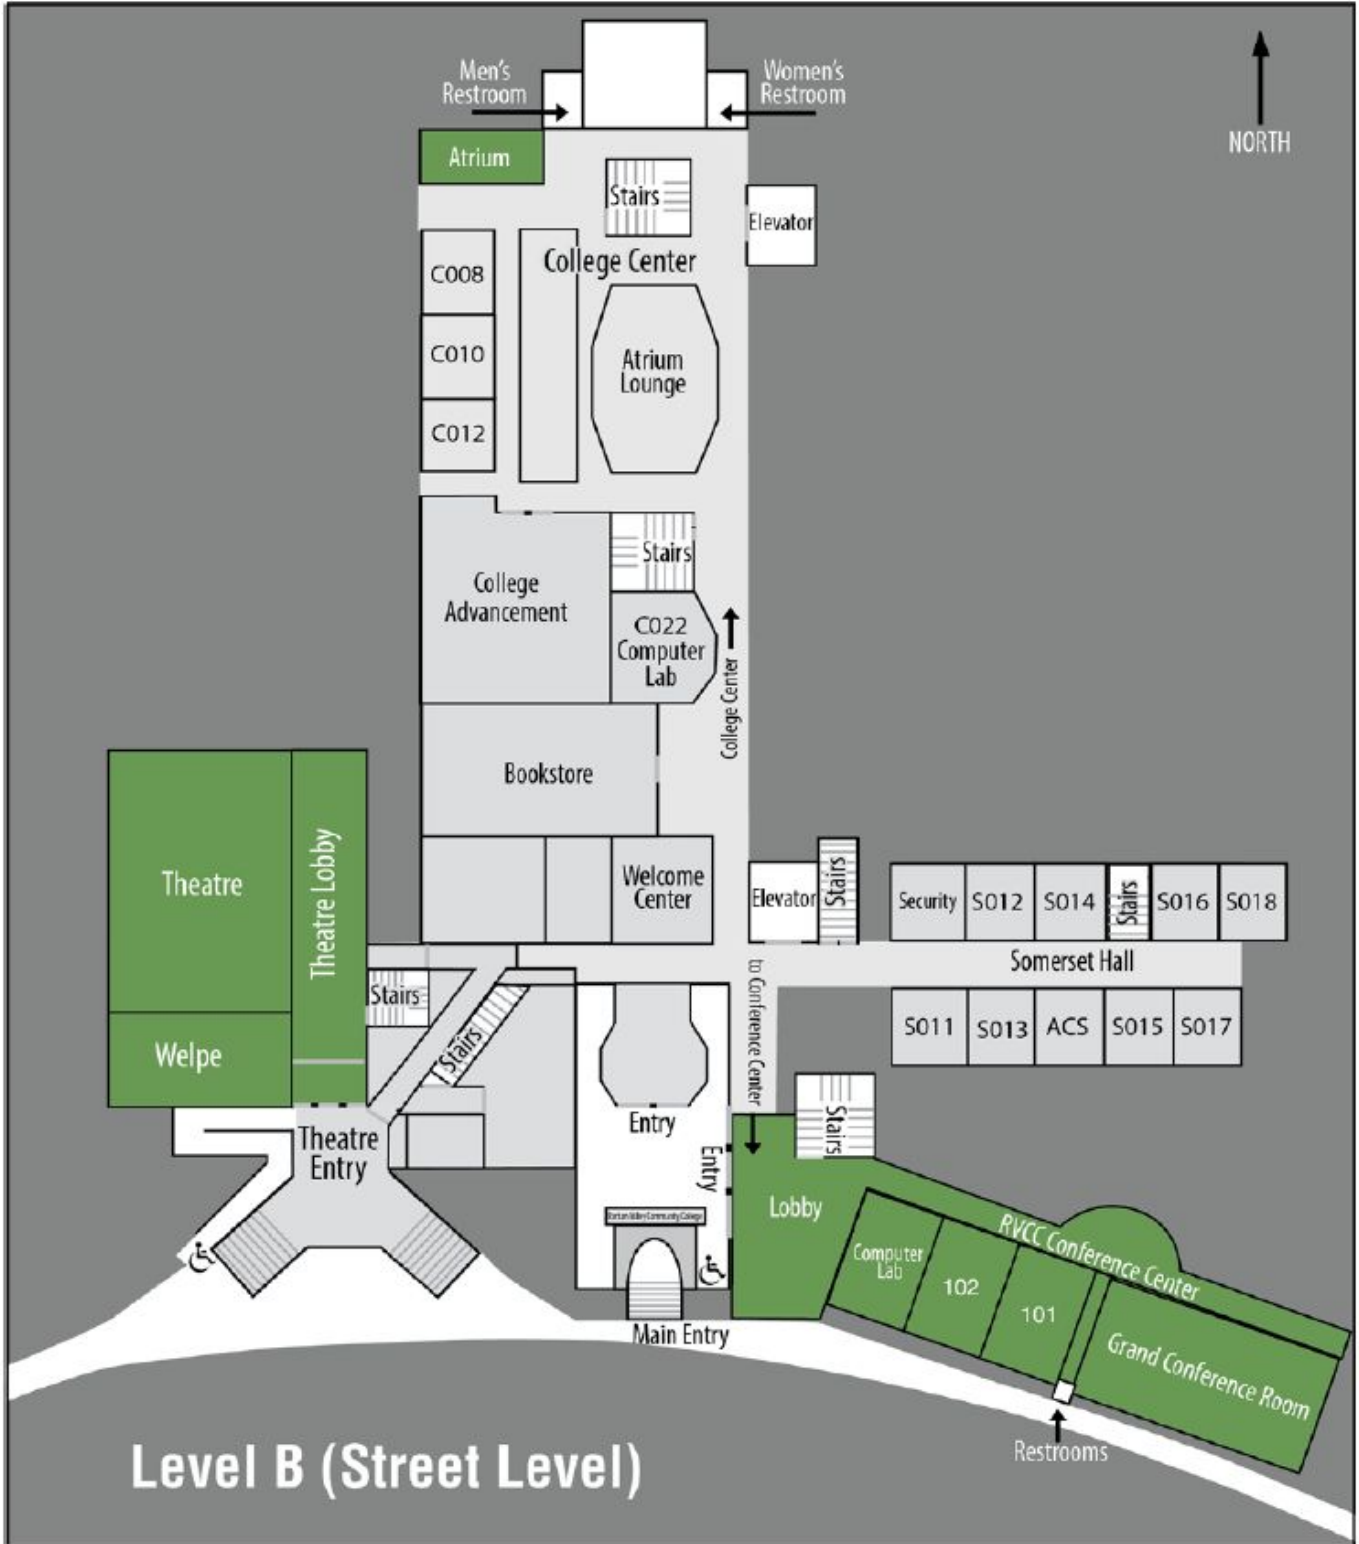 Men's
Restroom
Women's
Restroom
NORTH
Atrium
Stairs
Elevator
College Center
C008
C010
C012
Atrium
Lounge
College
Advancement
Stairs
C022
Computer
Lab
College Center
Bookstore
Theatre
Theatre Lobby
Welcome
Center
Elevator
Stairs
Security
S012
S014
Stairs
S016
S018
Somerset Hall
to Conference Center
Stairs
Stairs
S011
S013
ACS
S015
S017
Welpe
Entry
Entry
Stairs
Theatre
Entry
Lobby
RVCC Conference Center
Computer
Lab
102
101
Grand Conference Room
Main Entry
Restrooms
Level B (Street Level)